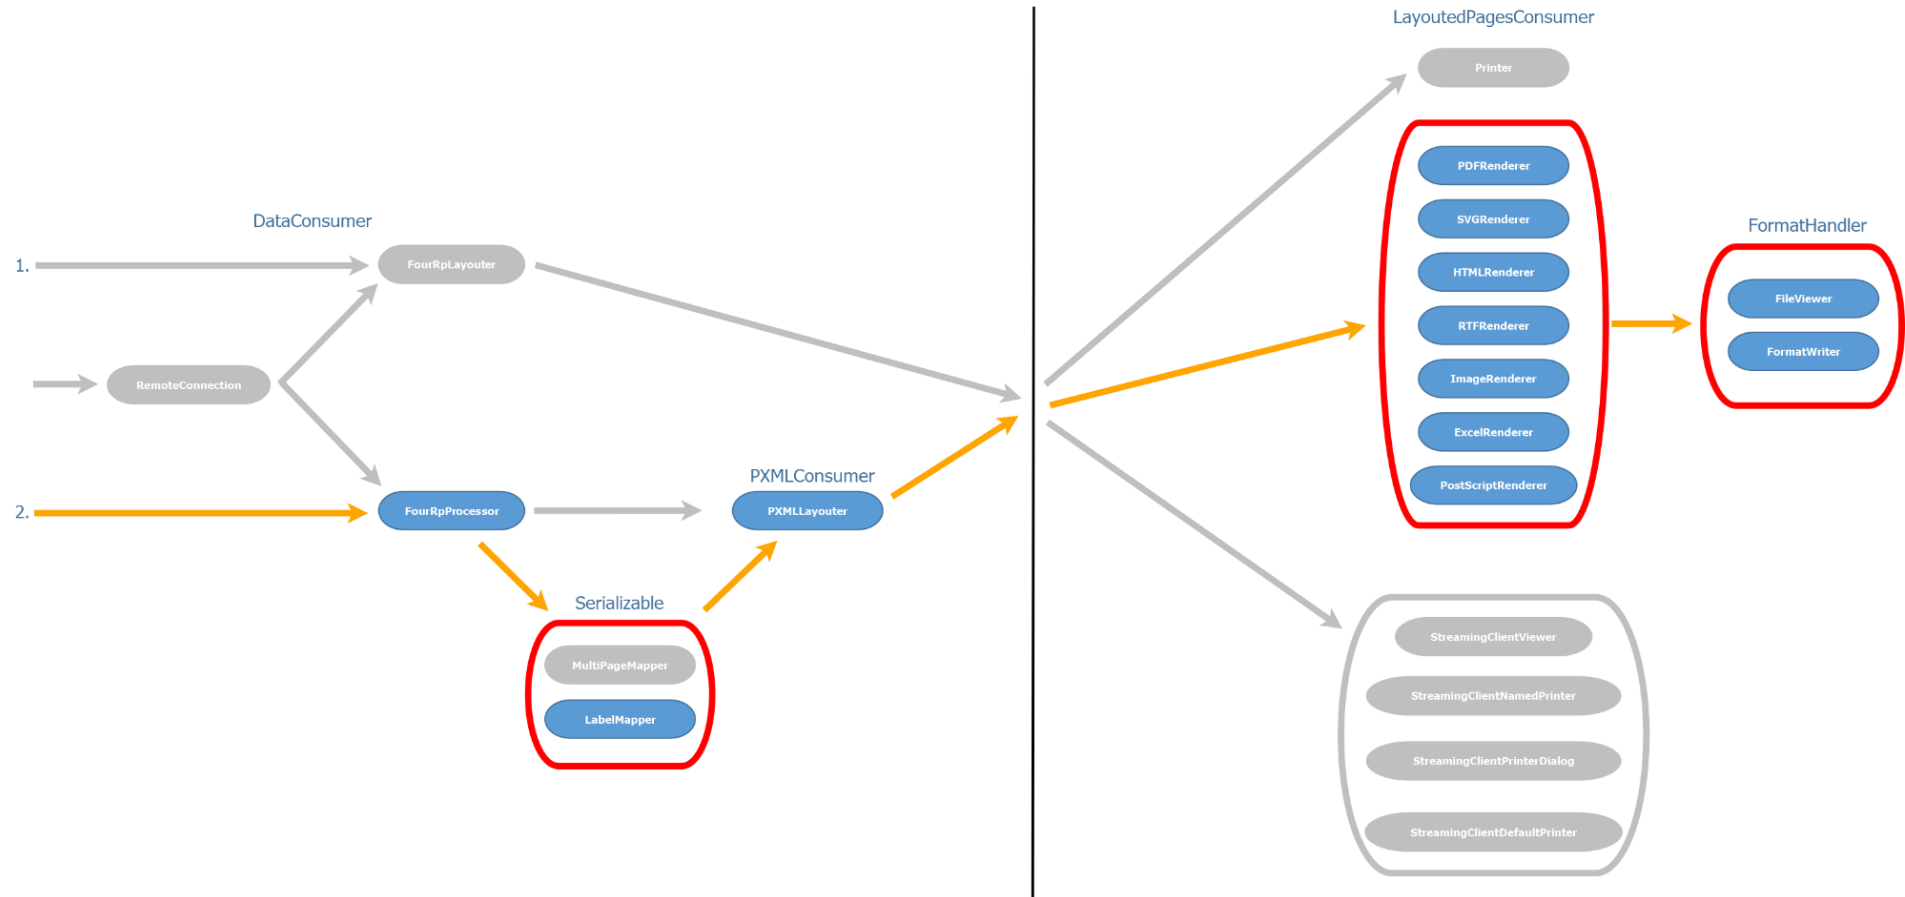 LayoutedPagesConsumer
Printer
PDFRenderer
SVGRenderer
DataConsumer
FormatHandler
1.
FourRpLayouter
HTMLRenderer
FileViewer
RTFRenderer
FormatWriter
RemoteConnection
ImageRenderer
ExcelRenderer
PXMLConsumer
PostScriptRenderer
2.
FourRpProcessor
PXMLLayouter
Serializable
StreamingClientViewer
MultiPageMapper
StreamingClientNamedPrinter
LabelMapper
StreamingClientPrinterDialog
StreamingClientDefaultPrinter